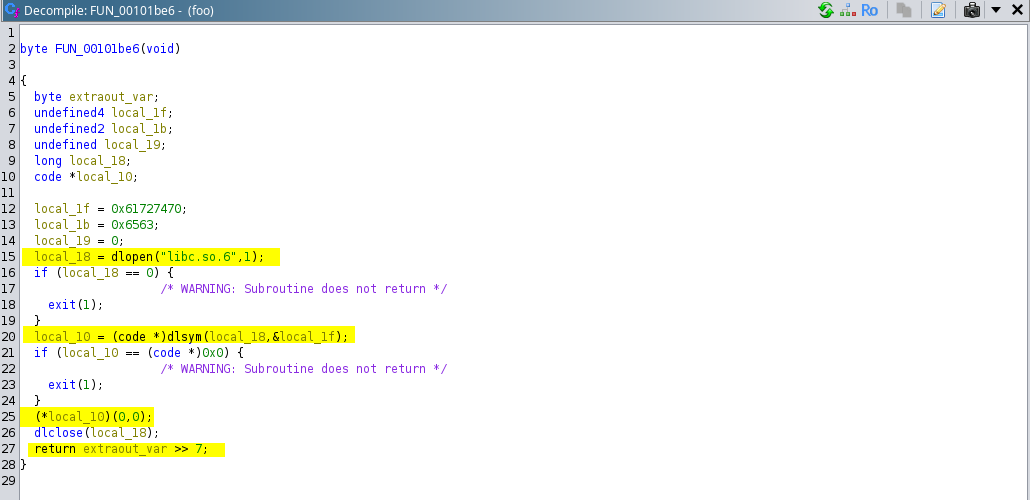 Decompile: FUN_00101be6 - (foo)
Ro
1
2 byte FUN_00101be6(void)
3
4 {
5 byte extraout_var;
6 undefined4 local_1f;
7 undefined2 local_1b;
8 undefined local_19;
9 long local_18;
10 code *local_10;
11
12 local_1f = 0x61727470;
13 local_1b = 0x6563;
14 local_19 = 0;
15 local_18 = dlopen("libc.so.6",1);
16 if (local_18 == 0) {
17 /* WARNING: Subroutine does not return */
18 exit(1);
19 }
20 local_10 = (code *)dlsym(local_18,&local_1f);
21 if (local_10 == (code *)0x0) {
22 /* WARNING: Subroutine does not return */
23 exit(1);
24 }
25 (*local_10)(0,0);
26 dlclose(local_18);
27 return extraout_var >> 7;
28 }
29